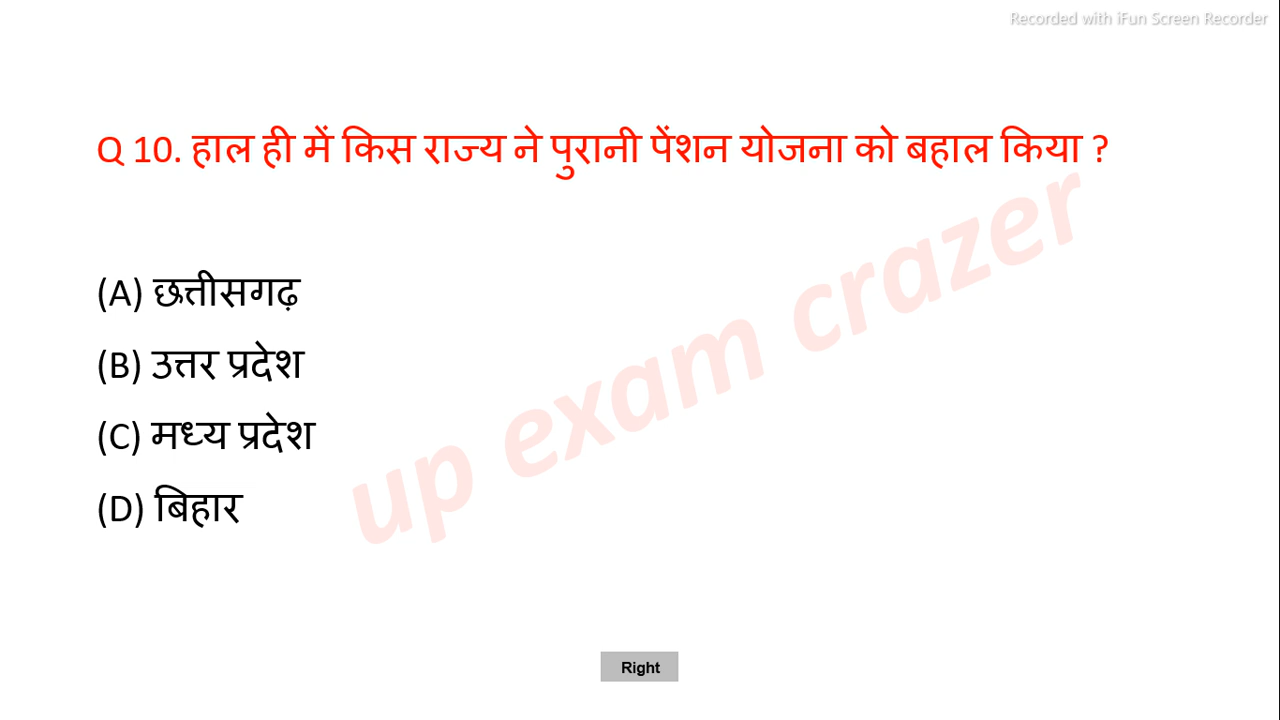 Recorded with iFun Screen Recorder
Q 10. हाल ही में किस राज्य ने पुरानी पेंशन योजना को बहाल किया ?
(A) छत्तीसगढ़
(B) उत्तर प्रदेश
(C) मध्य प्रदेश
(D) बिहार
up exam crazer
Right